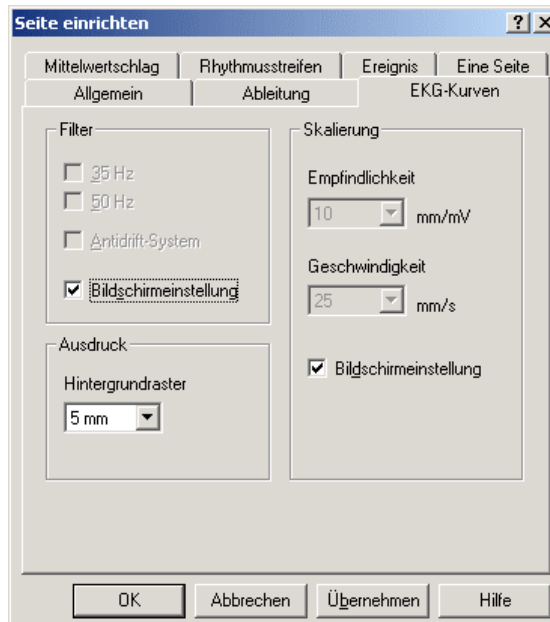 Seite einrichten
Mittelwertschlag Rhythmusstreifen Ereignis Eine Seite
Allgemein Ableitung EKG-Kurven
Filter
35 Hz
50 Hz
Antidrift-System
Bildschirmeinstellung
Ausdruck
Hintergrundraster
5 mm
Skalierung
Empfindlichkeit
10 mm/mV
Geschwindigkeit
25 mm/s
Bildschirmeinstellung
OK Abbrechen Übernehmen Hilfe